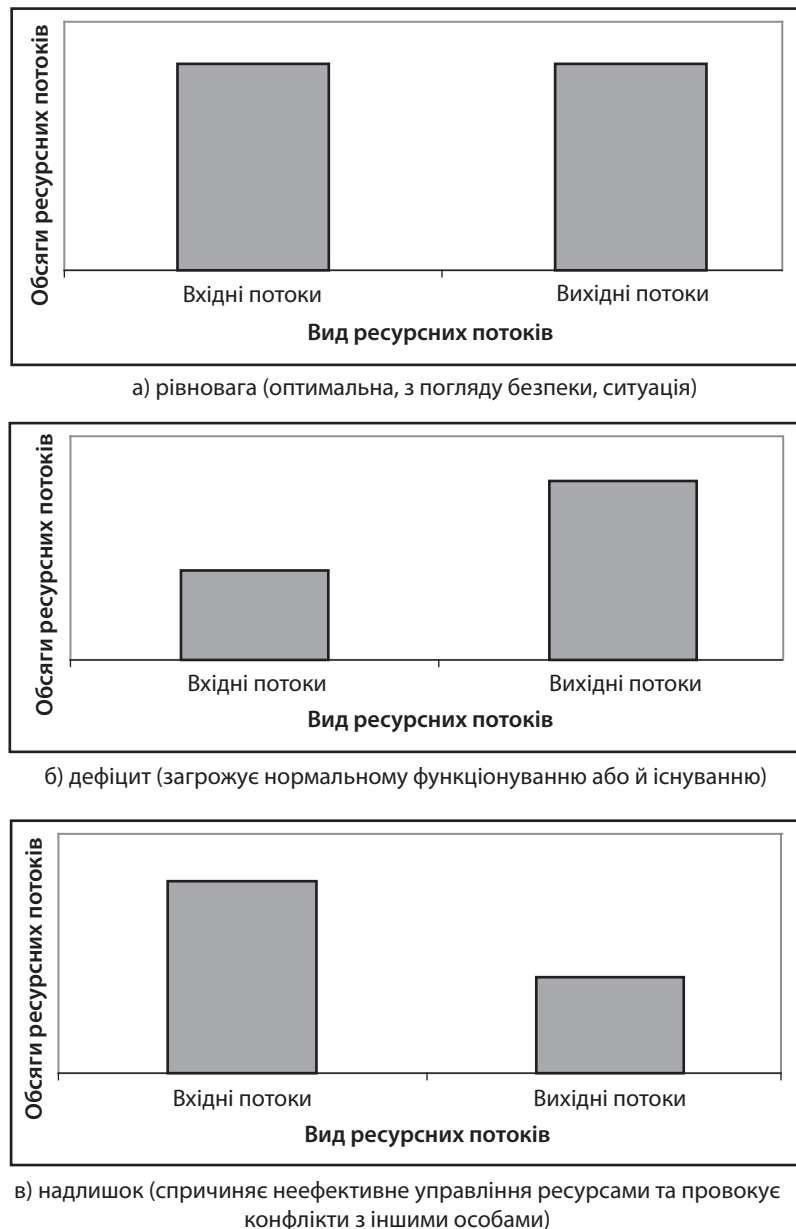 Обсяги ресурсних потоків
Вхідні потоки Вихідні потоки
Вид ресурсних потоків
а) рівновага (оптимальна, з погляду безпеки, ситуація)
Обсяги ресурсних потоків
Вхідні потоки Вихідні потоки
Вид ресурсних потоків
б) дефіцит (загрожує нормальному функціонуванню або й існуванню)
Обсяги ресурсних потоків
Вхідні потоки Вихідні потоки
Вид ресурсних потоків
в) надлишок (спричиняє неефективне управління ресурсами та провокує
конфлікти з іншими особами)